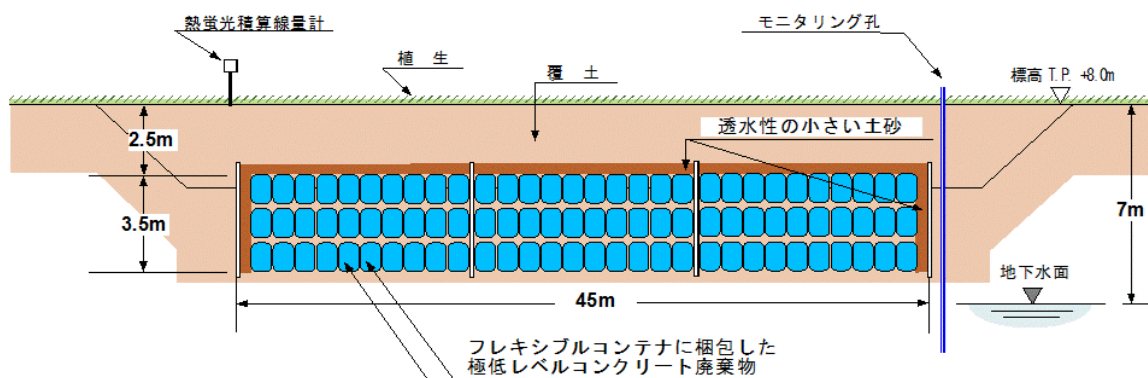 熱蛍光積算線量計
モニタリング孔
植 生
覆 土
標高 T.P. +8.0m
透水性の小さい土砂
2.5m
3.5m
7m
地下水面
45m
フレキシブルコンテナに梱包した
極低レベルコンクリート廃棄物